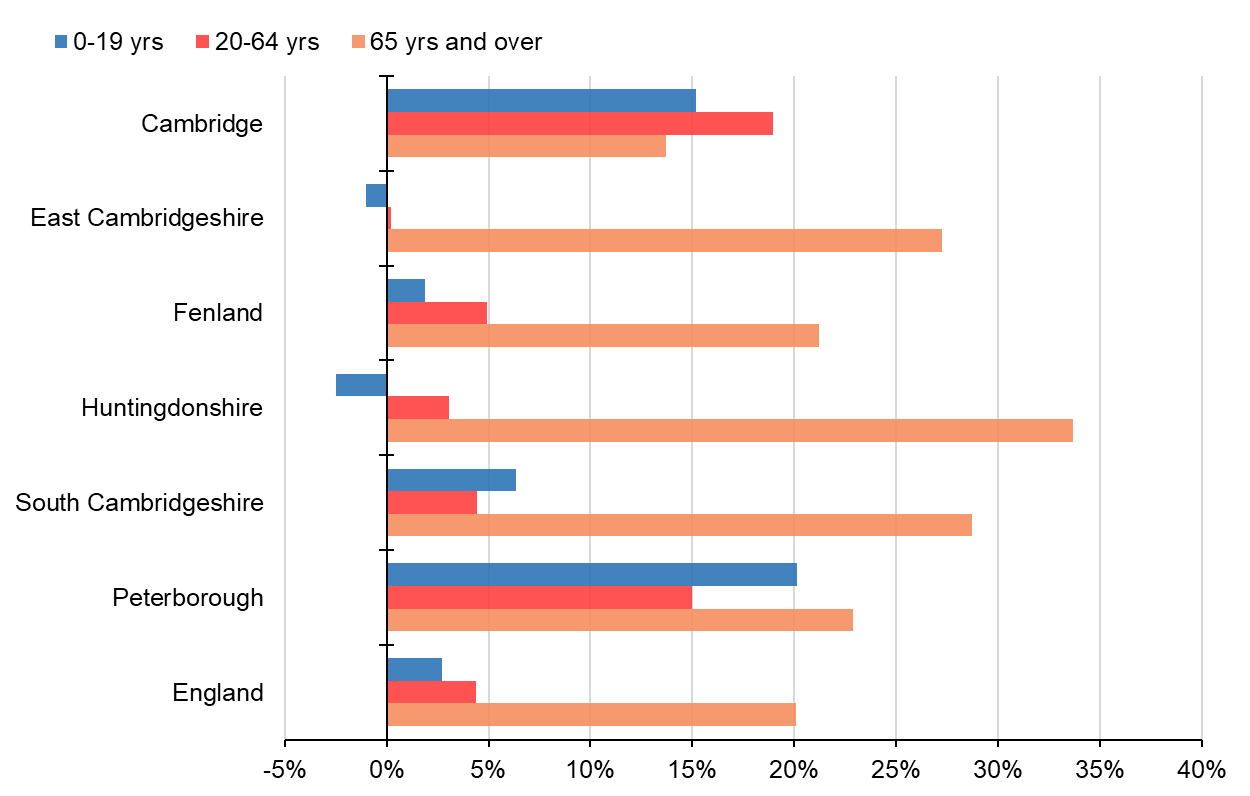 0-19 yrs 20-64 yrs 65 yrs and over
Cambridge
East Cambridgeshire
Fenland
Huntingdonshire
South Cambridgeshire
Peterborough
England
-5% 0% 5% 10% 15% 20% 25% 30% 35% 40%